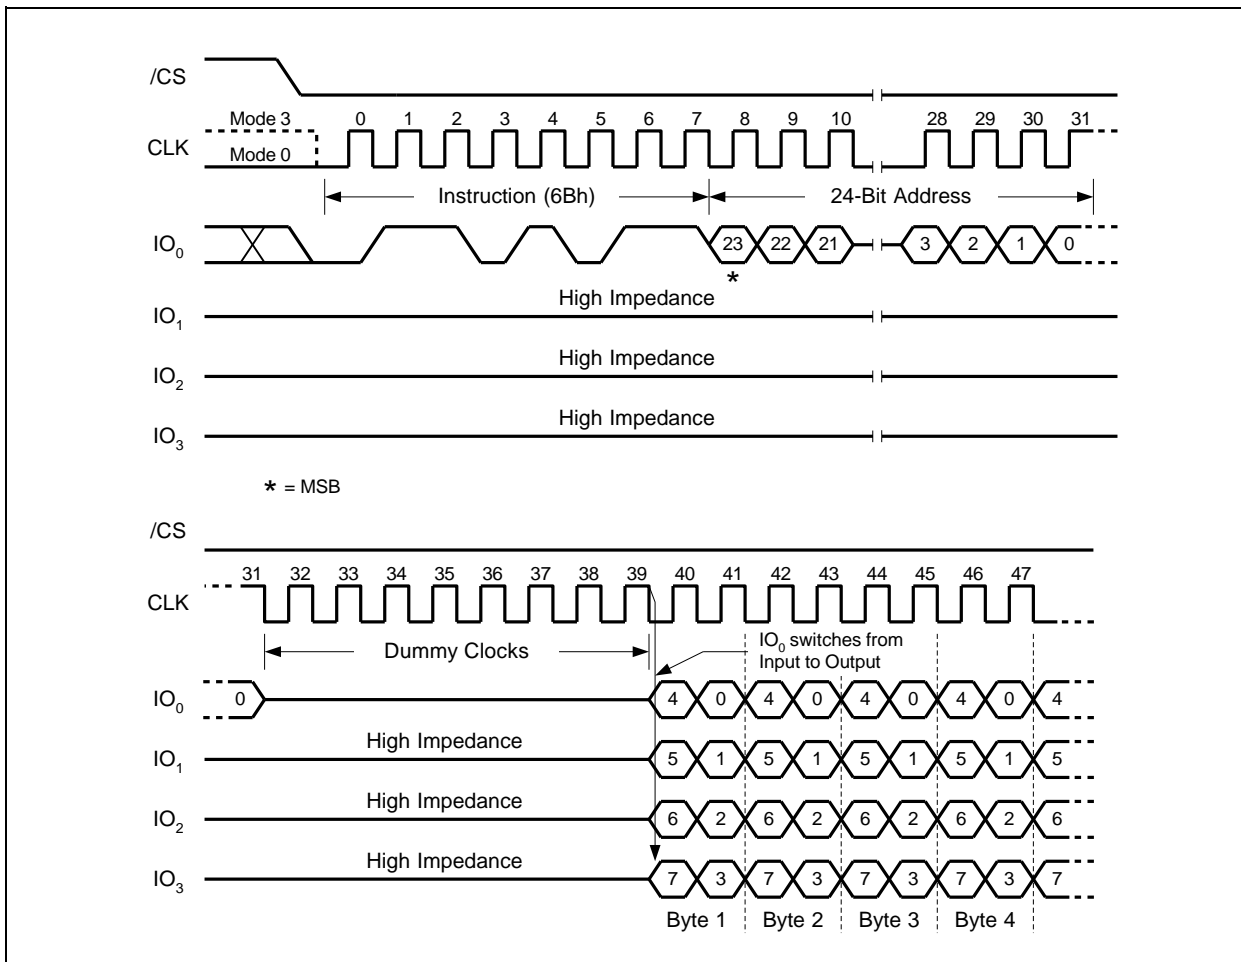 /CS
Mode 3 0 1 2 3 4 5 6 7 8 9 10 28 29 30 31
CLK
Mode 0
Instruction (6Bh) 24-Bit Address
IO0 23 22 21 3 2 1 0
*
High Impedance
IO1
High Impedance
IO2
High Impedance
IO3
* = MSB
/CS
31 32 33 34 35 36 37 38 39 40 41 42 43 44 45 46 47
CLK
Dummy Clocks
IO0 switches from
Input to Output
IO0 0 4 0 4 0 4 0 4 0 4
High Impedance
IO1 5 1 5 1 5 1 5 1 5
High Impedance
IO2 6 2 6 2 6 2 6 2 6
High Impedance
IO3 7 3 7 3 7 3 7 3 7
Byte 1 Byte 2 Byte 3 Byte 4